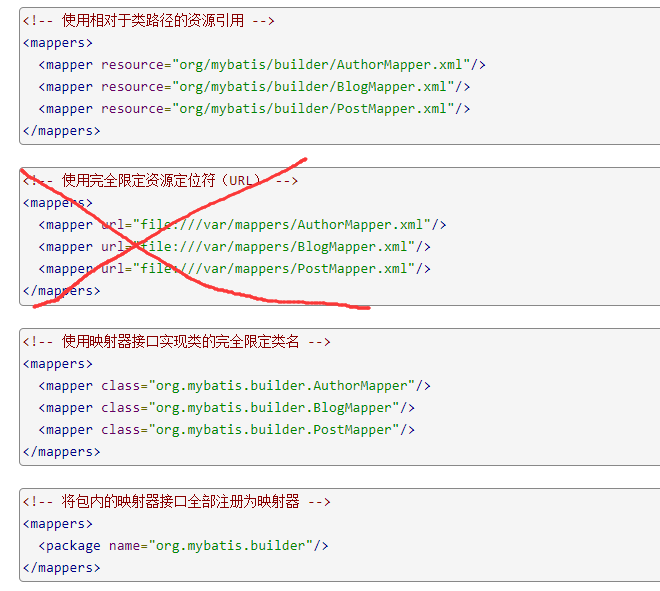 <!-- 使用相对于类路径的资源引用 -->
<mappers>
  <mapper resource="org/mybatis/builder/AuthorMapper.xml"/>
  <mapper resource="org/mybatis/builder/BlogMapper.xml"/>
  <mapper resource="org/mybatis/builder/PostMapper.xml"/>
</mappers>
<!-- 使用完全限定资源定位符（URL） -->
<mappers>
  <mapper url="file:///var/mappers/AuthorMapper.xml"/>
  <mapper url="file:///var/mappers/BlogMapper.xml"/>
  <mapper url="file:///var/mappers/PostMapper.xml"/>
</mappers>
<!-- 使用映射器接口实现类的完全限定类名 -->
<mappers>
  <mapper class="org.mybatis.builder.AuthorMapper"/>
  <mapper class="org.mybatis.builder.BlogMapper"/>
  <mapper class="org.mybatis.builder.PostMapper"/>
</mappers>
<!-- 将包内的映射器接口全部注册为映射器 -->
<mappers>
  <package name="org.mybatis.builder"/>
</mappers>